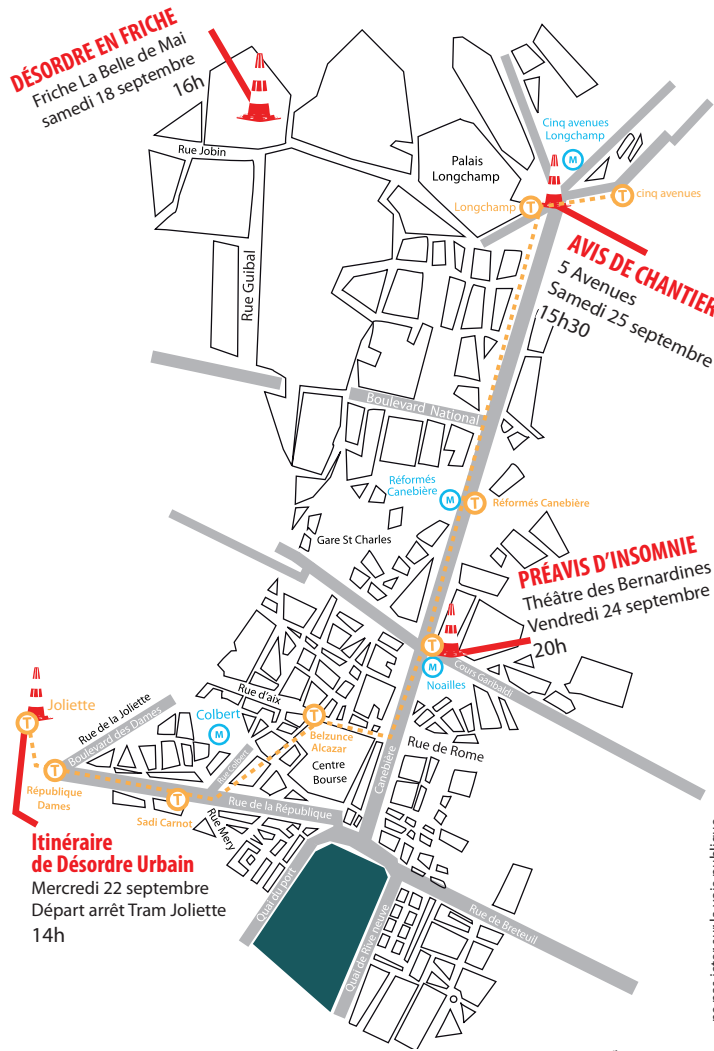 DÉSORDRE EN FRICHE
Friche La Belle de Mai
samedi 18 septembre
16h
Rue Jobin
Rue Guibal
Palais
Longchamp
Cinq avenues
Longchamp
M
Longchamp
T
T
cinq avenues
AVIS DE CHANTIER
5 Avenues
Samedi 25 septembre
15h30
Boulevard National
Réformés
Canebière
M
T
Réformés Canebière
Gare St Charles
PRÉAVIS D'INSOMNIE
Théâtre des Bernardines
Vendredi 24 septembre
20h
T
M
Noailles
Cours Garibaldi
Joliette
T
Rue de la Joliette
Boulevard des Dames
Colbert
M
Rue d'aix
T
Belzunce
Alcazar
Centre
Bourse
Canebière
Rue de Rome
T
République
Dames
T
Sadi Carnot
Rue Colbert
Rue de la République
Rue Mery
Itinéraire
de Désordre Urbain
Mercredi 22 septembre
Départ arrêt Tram Joliette
14h
Quai du port
Quai de Rive neuve
Rue de Breteuil